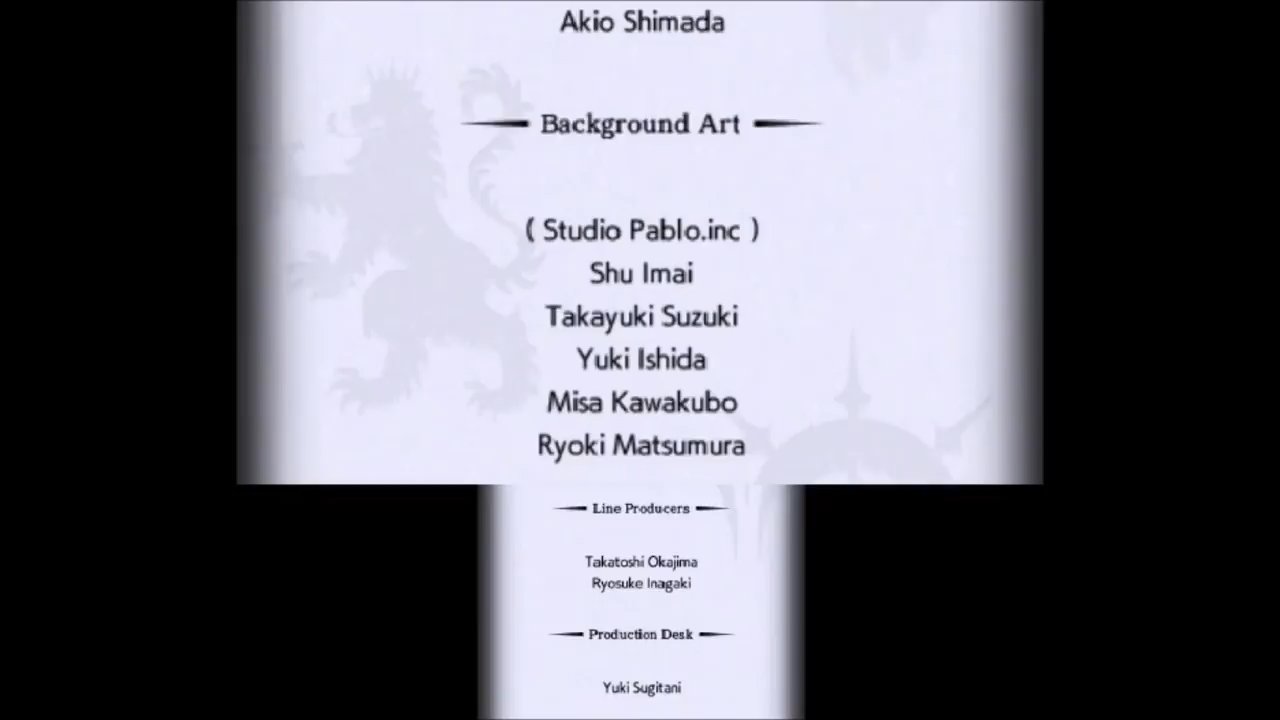 Akio Shimada
Background Art
( Studio Pablo.inc )
Shu Imai
Takayuki Suzuki
Yuki Ishida
Misa Kawakubo
Ryoki Matsumura
Line Producers
Takatoshi Okajima
Ryosuke Inagaki
Production Desk
Yuki Sugitani